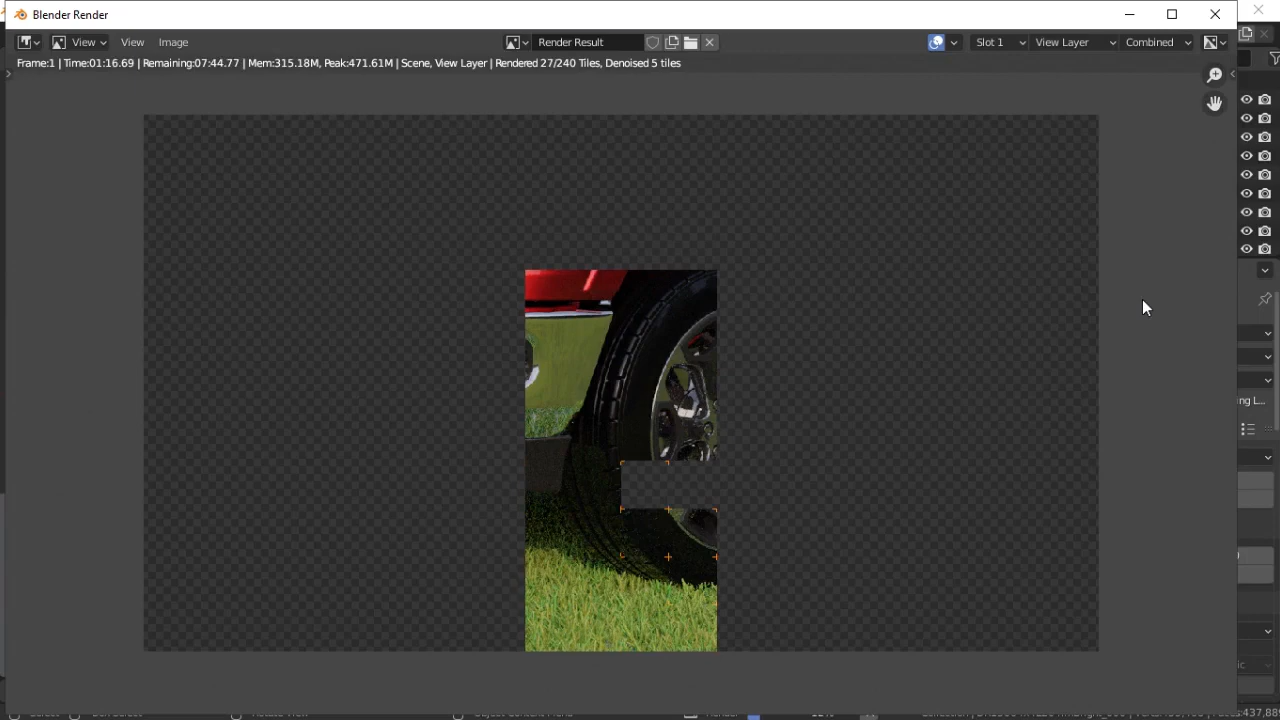 Blender Render
View View Image Render Result Slot 1 View Layer Combined
Frame:1 | Time:01:16.69 | Remaining:07:44.77 | Mem:315.18M, Peak:471.61M | Scene, View Layer | Rendered 27/240 Tiles, Denoised 5 tiles
ng L...